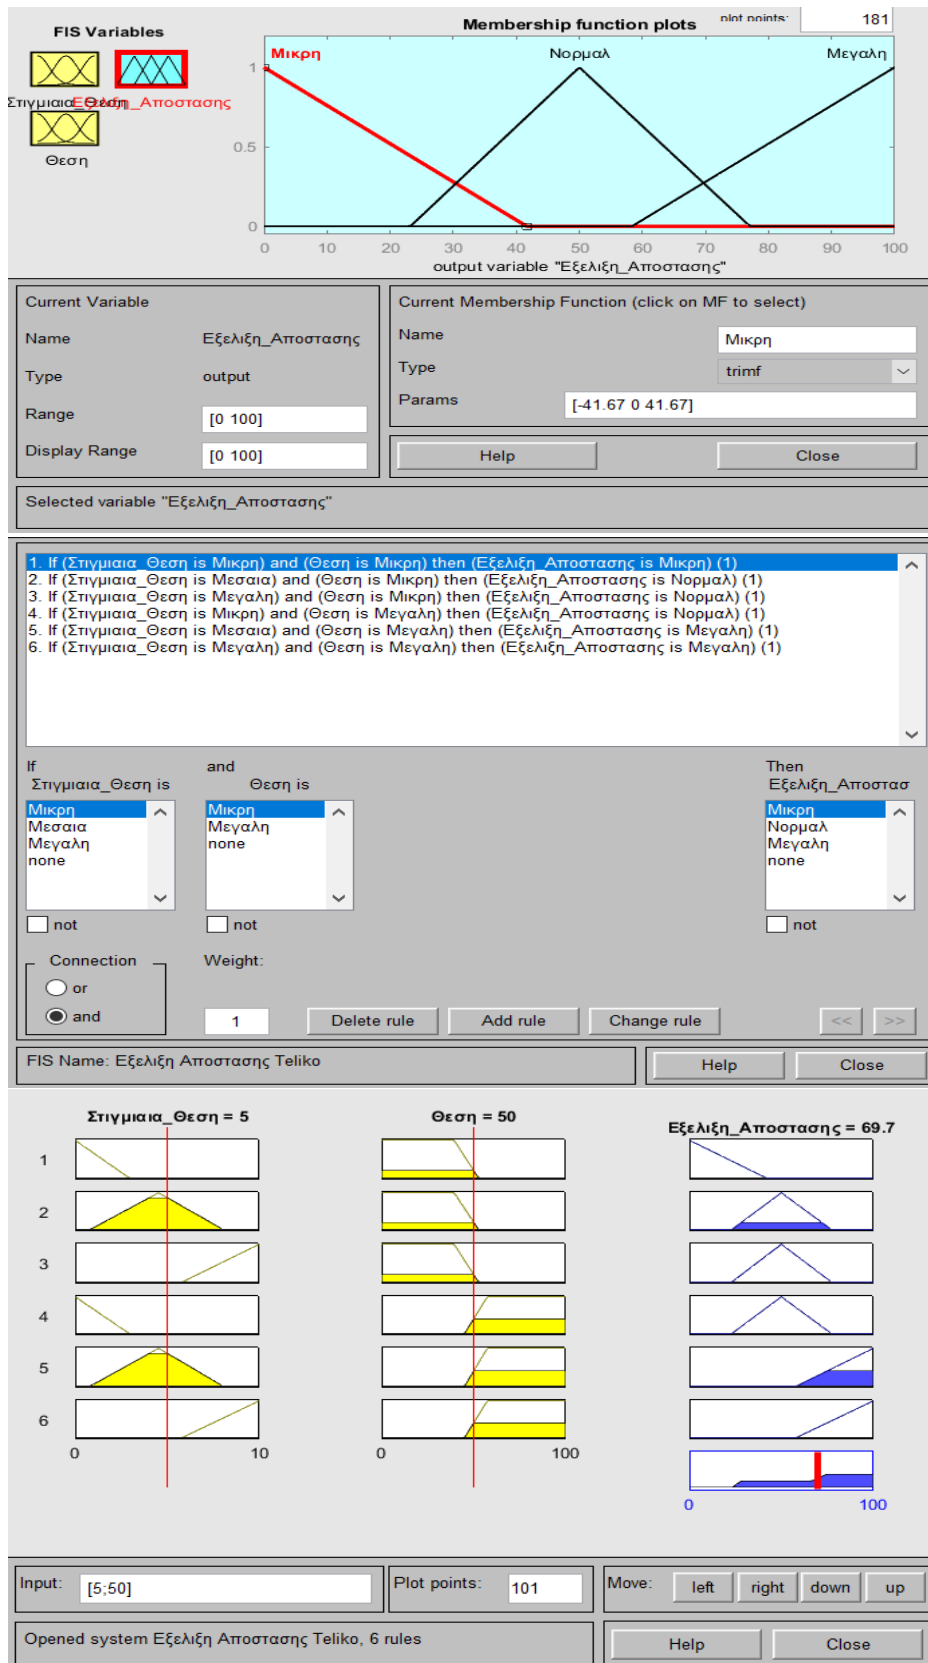 FIS Variables
Membership function plots
plot points:
181
Μικρη
Νορμαλ
Μεγαλη
1
0.5
0
0 10 20 30 40 50 60 70 80 90 100
output variable "Εξελιξη_Αποστασης"
Στιγμιαια_Θεση
Εξελιξη_Αποστασης
Θεση
Current Variable
Name Εξελιξη_Αποστασης
Type output
Range [0 100]
Display Range [0 100]
Current Membership Function (click on MF to select)
Name Μικρη
Type trimf
Params [-41.67 0 41.67]
Help Close
Selected variable "Εξελιξη_Αποστασης"
1. If (Στιγμιαια_Θεση is Μικρη) and (Θεση is Μικρη) then (Εξελιξη_Αποστασης is Μικρη) (1)
2. If (Στιγμιαια_Θεση is Μεσαια) and (Θεση is Μικρη) then (Εξελιξη_Αποστασης is Νορμαλ) (1)
3. If (Στιγμιαια_Θεση is Μεγαλη) and (Θεση is Μικρη) then (Εξελιξη_Αποστασης is Νορμαλ) (1)
4. If (Στιγμιαια_Θεση is Μικρη) and (Θεση is Μεγαλη) then (Εξελιξη_Αποστασης is Νορμαλ) (1)
5. If (Στιγμιαια_Θεση is Μεσαια) and (Θεση is Μεγαλη) then (Εξελιξη_Αποστασης is Μεγαλη) (1)
6. If (Στιγμιαια_Θεση is Μεγαλη) and (Θεση is Μεγαλη) then (Εξελιξη_Αποστασης is Μεγαλη) (1)
If
Στιγμιαια_Θεση is
Μικρη
Μεσαια
Μεγαλη
none
not
and
Θεση is
Μικρη
Μεγαλη
none
not
Then
Εξελιξη_Αποστασ
Μικρη
Νορμαλ
Μεγαλη
none
not
Connection
or
and
Weight:
1
Delete rule Add rule Change rule << >>
FIS Name: Εξελιξη Αποστασης Teliko
Help Close
Στιγμιαια_Θεση = 5
Θεση = 50
Εξελιξη_Αποστασης = 69.7
1
2
3
4
5
6
0 10
0 100
0 100
Input: [5;50]
Plot points: 101
Move: left right down up
Opened system Εξελιξη Αποστασης Teliko, 6 rules
Help Close